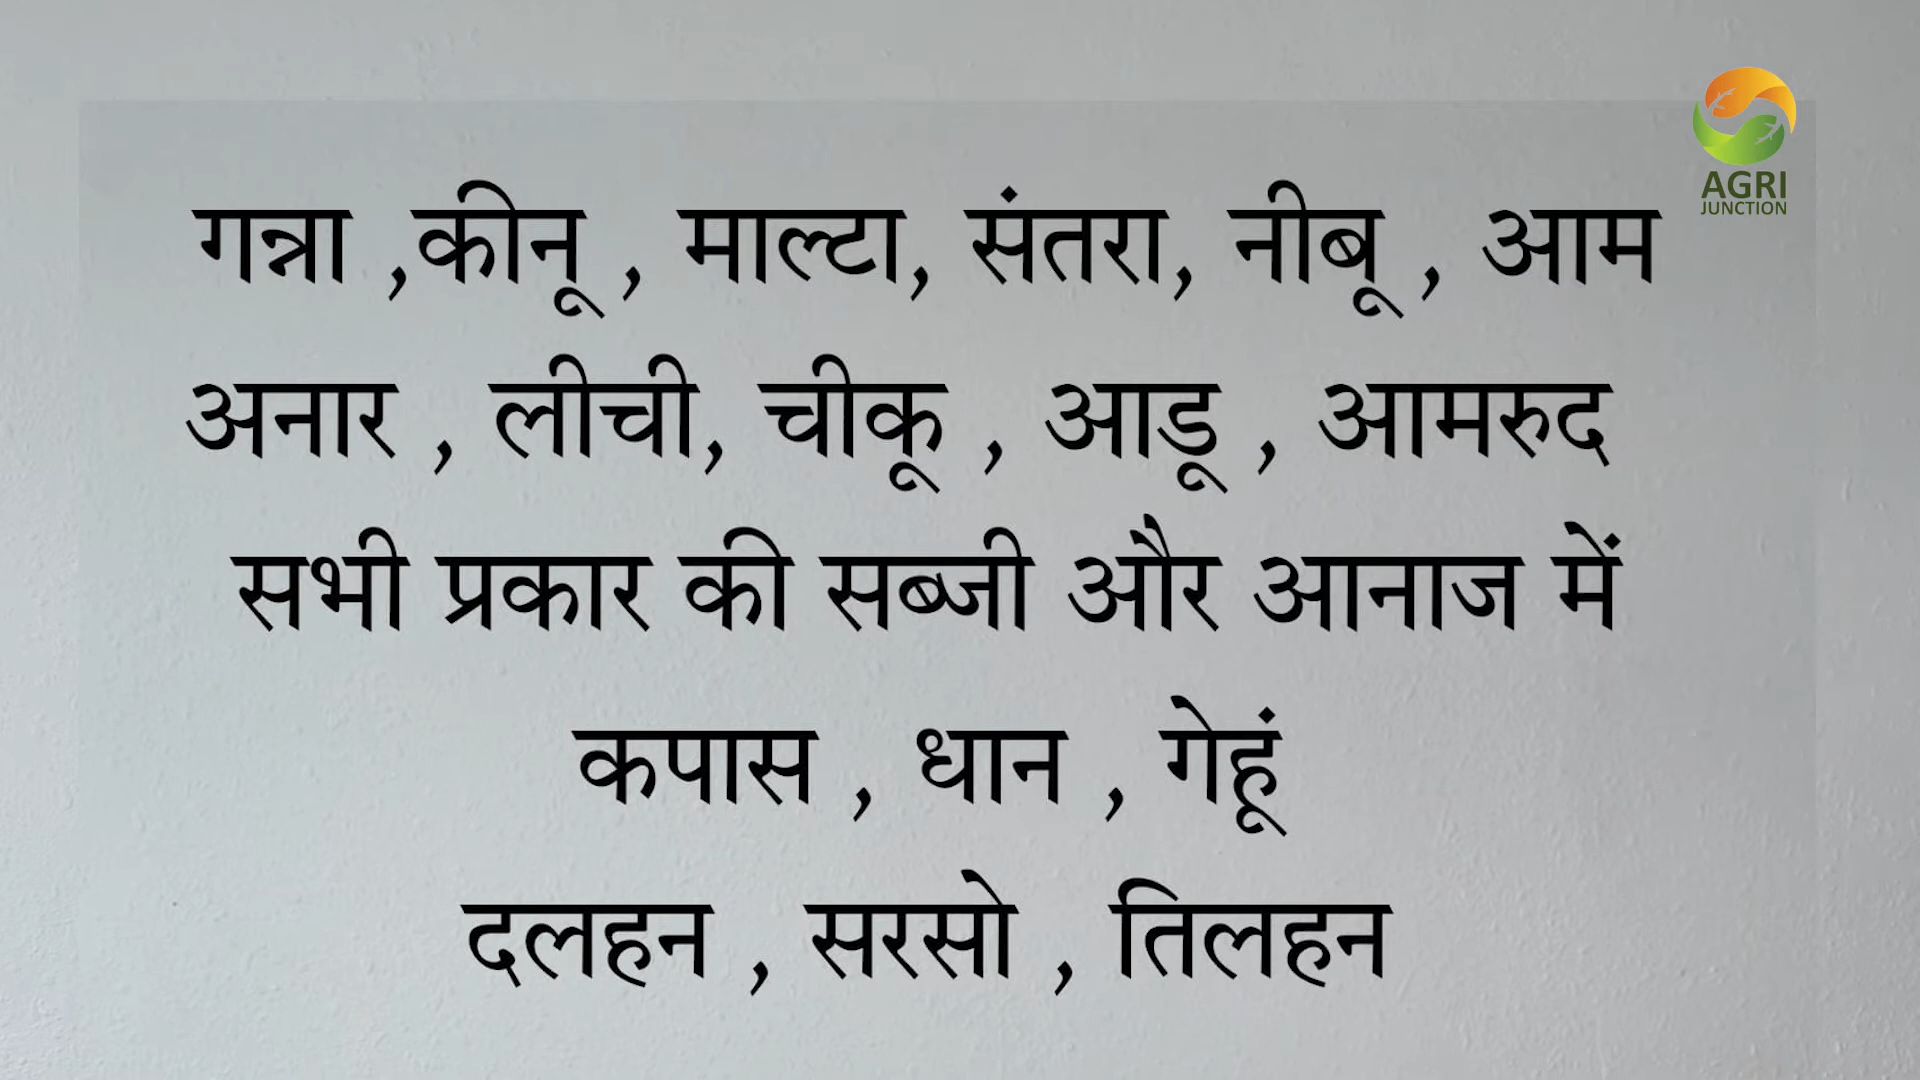 AGRI
JUNCTION
गन्ना ,कीनू , माल्टा, संतरा, नीबू , आम
अनार , लीची, चीकू , आडू , आमरुद
सभी प्रकार की सब्जी और आनाज में
कपास , धान , गेहूं
दलहन , सरसो , तिलहन